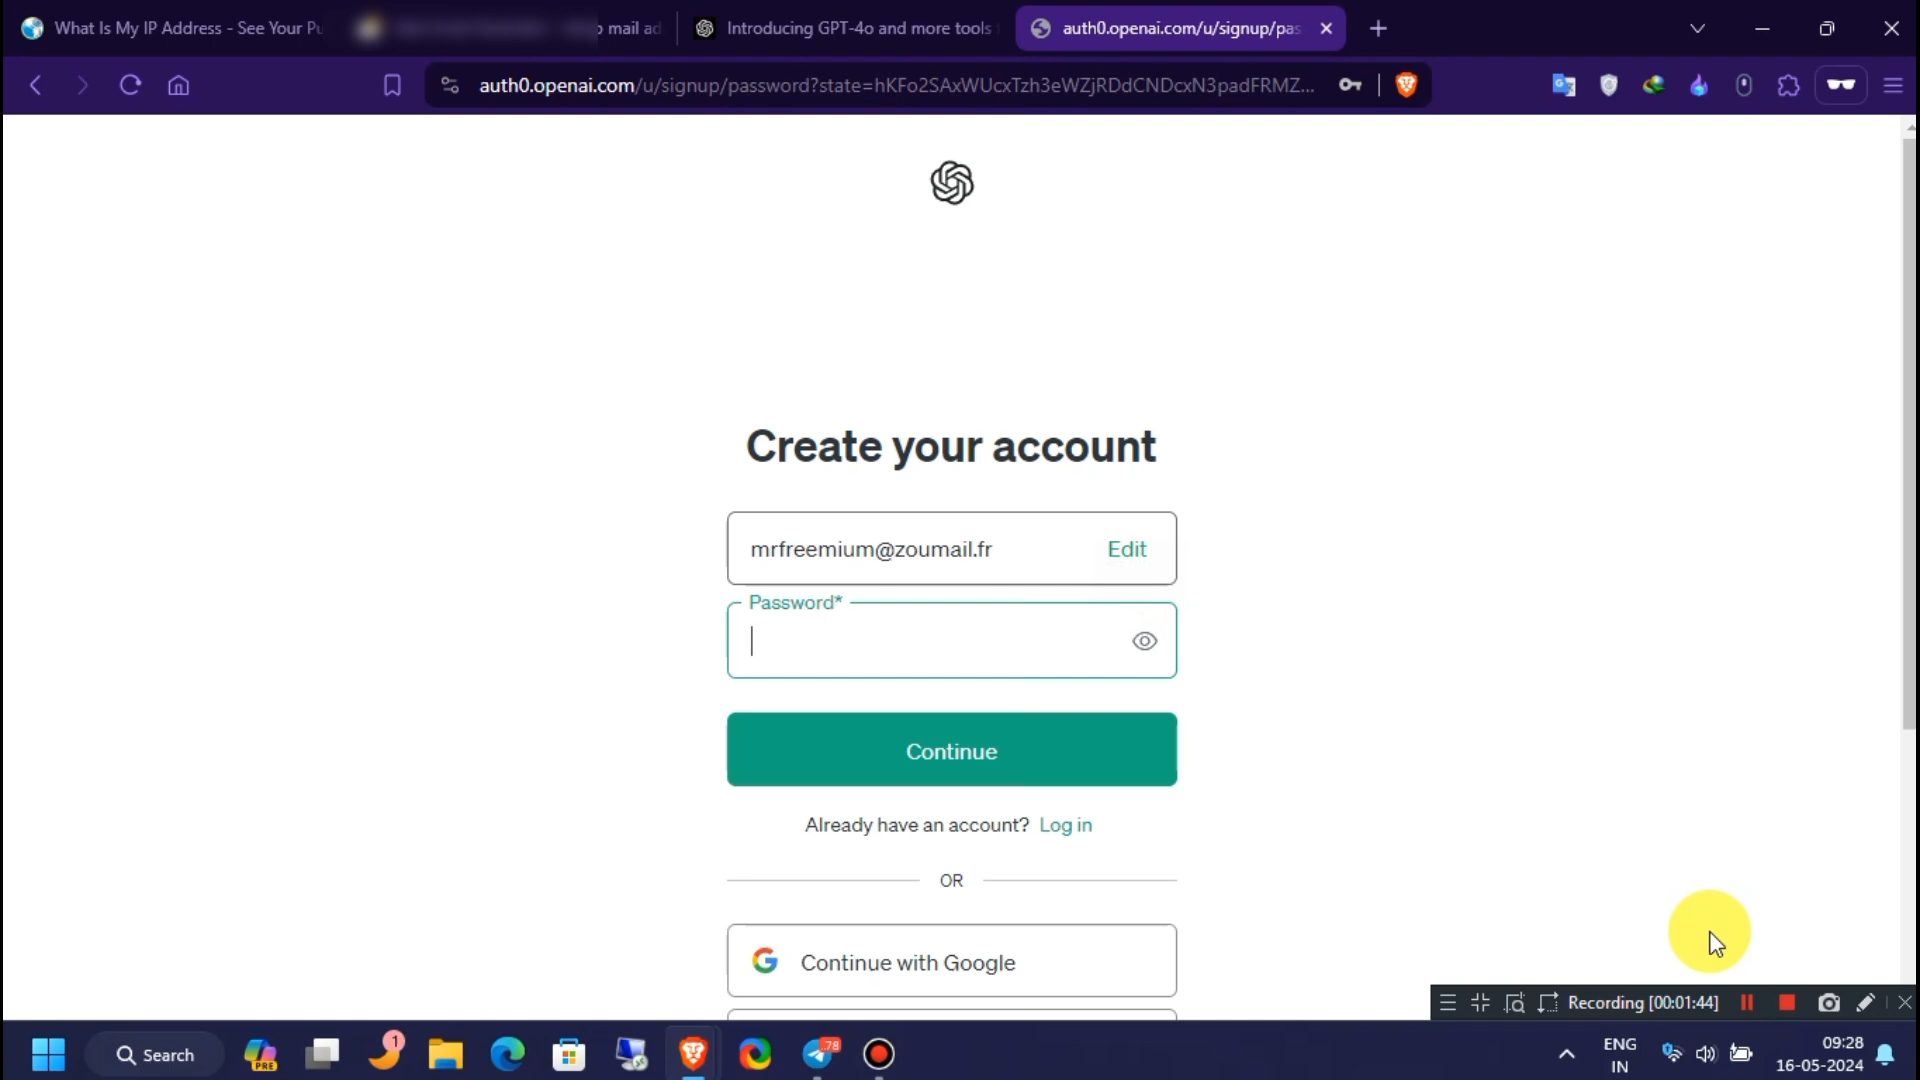 What Is My IP Address - See Your Pu
mail ad
Introducing GPT-4o and more tools
auth0.openai.com/u/signup/pas
auth0.openai.com/u/signup/password?state=hKFo2SAxWUcxTzh3eWZjRDdCNDcxN3padFRMZ...
Create your account
mrfreemium@zoumail.fr
Edit
Password*
Continue
Already have an account? Log in
OR
Continue with Google
Recording [00:01:44]
Search
PRE
1
78
ENG
IN
09:28
16-05-2024